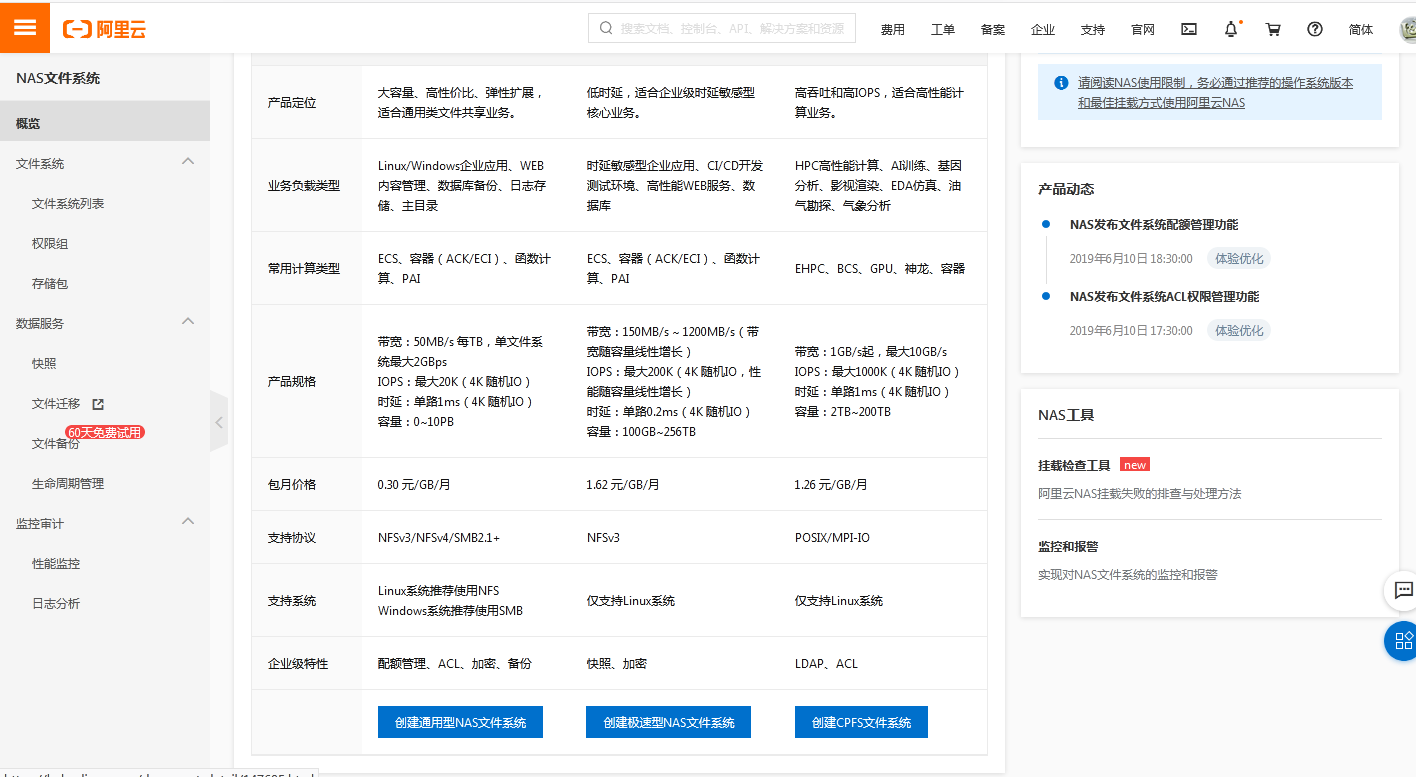 阿里云
搜索文档、控制台、API、解决方案和资源
费用
工单
备案
企业
支持
官网
简体
NAS文件系统
概览
文件系统
文件系统列表
权限组
存储包
数据服务
快照
文件迁移
60天免费试用
文件备份
生命周期管理
监控审计
性能监控
日志分析
产品定位
大容量、高性价比、弹性扩展，
适合通用类文件共享业务。
低时延，适合企业级时延敏感型
核心业务。
高吞吐和高IOPS，适合高性能计
算业务。
业务负载类型
Linux/Windows企业应用、WEB
内容管理、数据库备份、日志存
储、主目录
时延敏感型企业应用、CI/CD开发
测试环境、高性能WEB服务、数
据库
HPC高性能计算、AI训练、基因
分析、影视渲染、EDA仿真、油
气勘探、气象分析
常用计算类型
ECS、容器（ACK/ECI）、函数计
算、PAI
ECS、容器（ACK/ECI）、函数计
算、PAI
EHPC、BCS、GPU、神龙、容器
产品规格
带宽：50MB/s 每TB，单文件系
统最大2GBps
IOPS：最大20K（4K 随机IO）
时延：单路1ms（4K 随机IO）
容量：0~10PB
带宽：150MB/s ~ 1200MB/s（带
宽随容量线性增长）
IOPS：最大200K（4K 随机IO，性
能随容量线性增长）
时延：单路0.2ms（4K 随机IO）
容量：100GB~256TB
带宽：1GB/s起，最大10GB/s
IOPS：最大1000K（4K 随机IO）
时延：单路1ms（4K 随机IO）
容量：2TB~200TB
包月价格
0.30 元/GB/月
1.62 元/GB/月
1.26 元/GB/月
支持协议
NFSv3/NFSv4/SMB2.1+
NFSv3
POSIX/MPI-IO
支持系统
Linux系统推荐使用NFS
Windows系统推荐使用SMB
仅支持Linux系统
仅支持Linux系统
企业级特性
配额管理、ACL、加密、备份
快照、加密
LDAP、ACL
创建通用型NAS文件系统
创建极速型NAS文件系统
创建CPFS文件系统
请阅读NAS使用限制，务必通过推荐的操作系统版本
和最佳挂载方式使用阿里云NAS
产品动态
NAS发布文件系统配额管理功能
2019年6月10日 18:30:00
体验优化
NAS发布文件系统ACL权限管理功能
2019年6月10日 17:30:00
体验优化
NAS工具
挂载检查工具
new
阿里云NAS挂载失败的排查与处理方法
监控和报警
实现对NAS文件系统的监控和报警